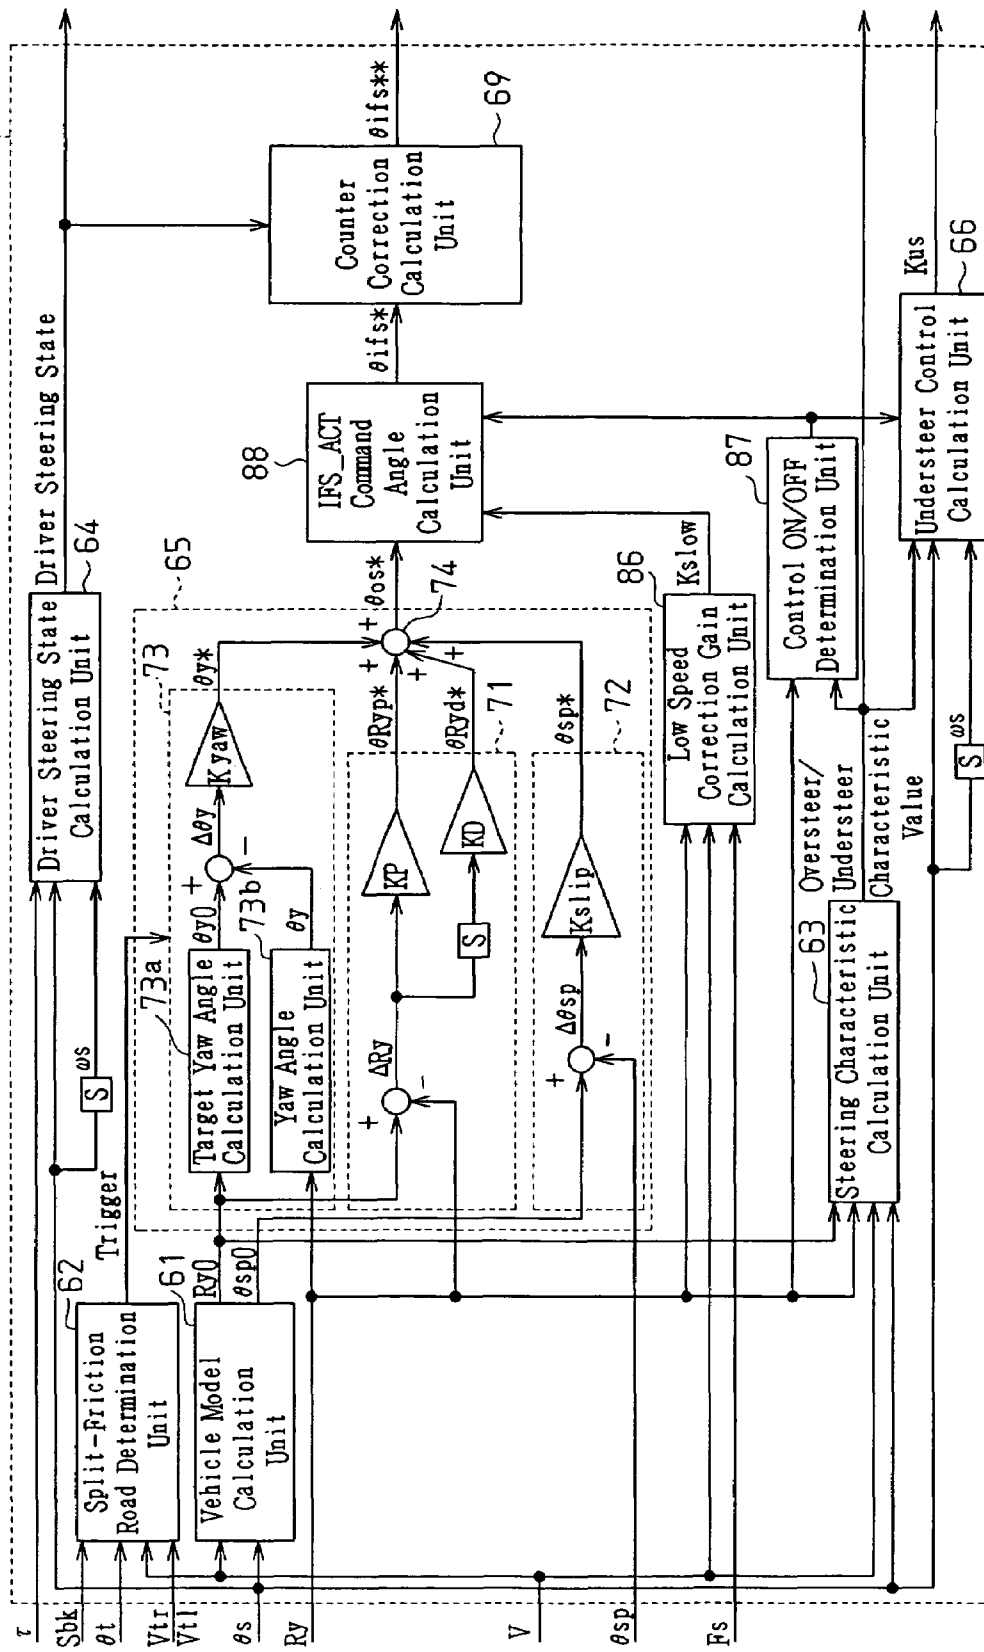 τ
Sbk
θt
Vtr
Vtl
θs
Ry
V
θsp
Fs
62
Split-Friction
Road Determination
Unit
Trigger
61
Vehicle Model
Calculation
Unit
Ry0
θsp0
S
ωs
64
Driver Steering State
Calculation Unit
Driver Steering State
65
73
73a
Target Yaw Angle
Calculation Unit
θy0
+
-
Δθy
Kyaw
θy*
73b
Yaw Angle
Calculation Unit
θy
71
+
-
ΔRy
KP
θRyp*
S
KD
θRyd*
72
+
-
Δθsp
Kslip
θsp*
74
+
+
+
+
θos*
88
IFS_ACT
Command
Angle
Calculation
Unit
θifs*
69
Counter
Correction
Calculation
Unit
θifs**
86
Low Speed
Correction Gain
Calculation Unit
Kslow
87
Control ON/OFF
Determination Unit
63
Steering Characteristic
Calculation Unit
Oversteer/
Understeer
Characteristic
Value
S
ωs
66
Understeer Control
Calculation Unit
Kus